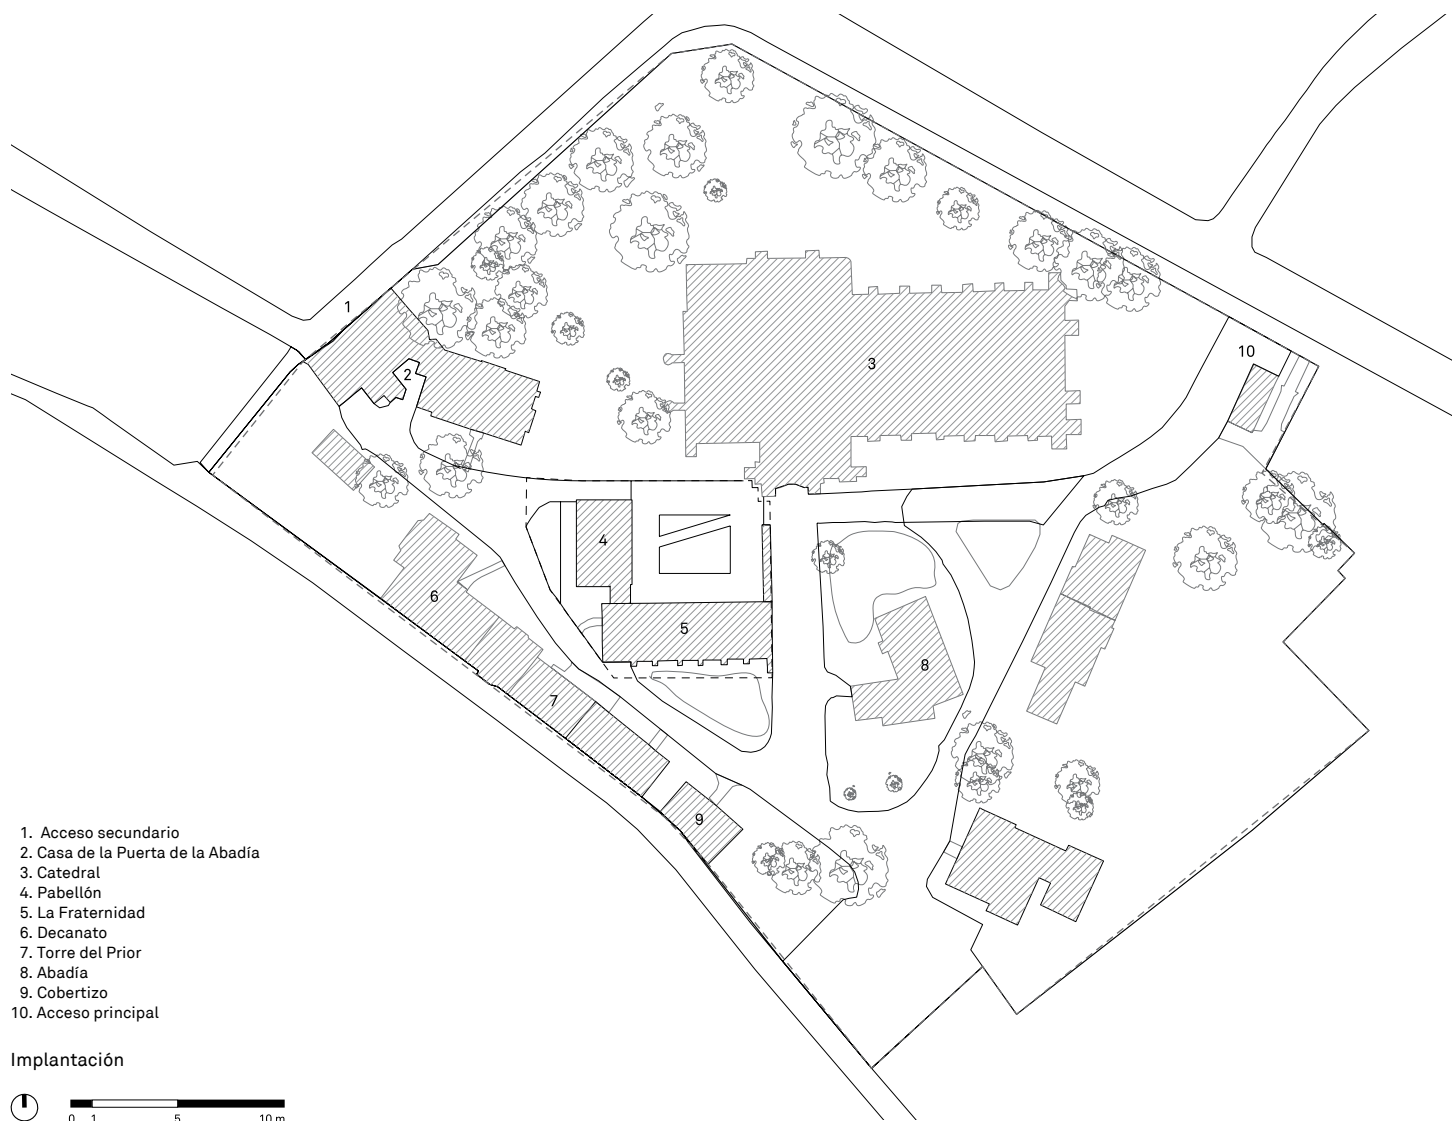 1
10
3
2
4
6
5
8
7
9
1. Acceso secundario
2. Casa de la Puerta de la Abadía
3. Catedral
4. Pabellón
5. La Fraternidad
6. Decanato
7. Torre del Prior
8. Abadía
9. Cobertizo
10. Acceso principal
Implantación
0 1 5 10 m